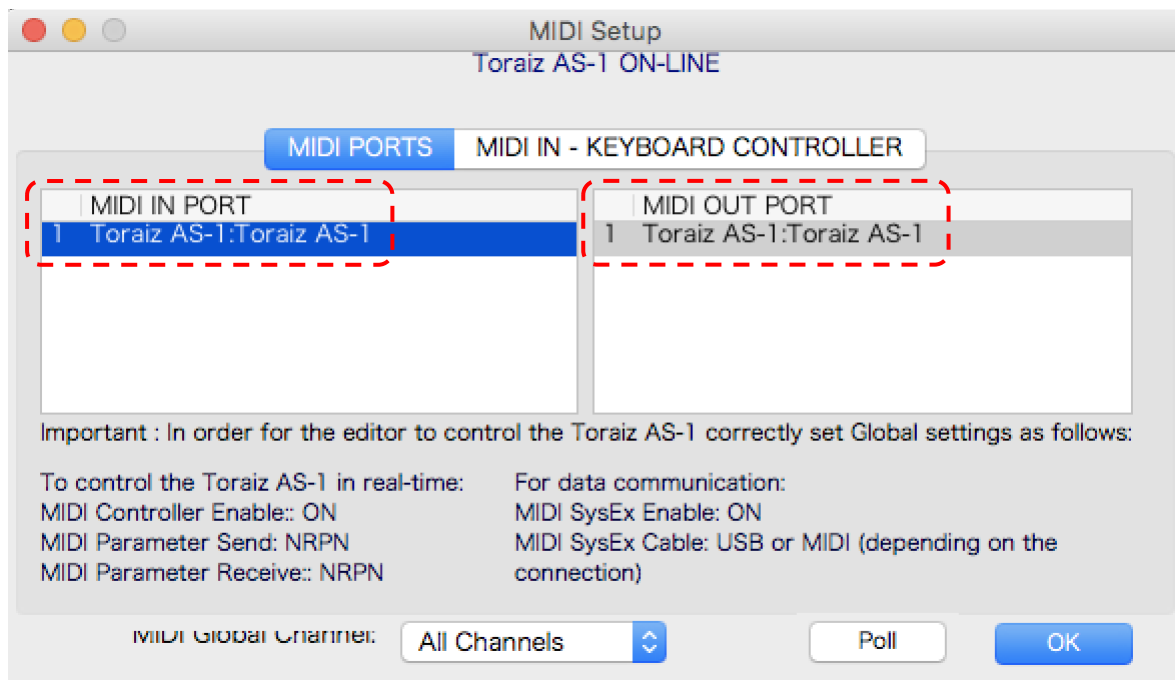 MIDI Setup
Toraiz AS-1 ON-LINE
MIDI PORTS MIDI IN - KEYBOARD CONTROLLER
MIDI IN PORT
1 Toraiz AS-1:Toraiz AS-1
MIDI OUT PORT
1 Toraiz AS-1:Toraiz AS-1
Important : In order for the editor to control the Toraiz AS-1 correctly set Global settings as follows:
To control the Toraiz AS-1 in real-time:
MIDI Controller Enable:: ON
MIDI Parameter Send: NRPN
MIDI Parameter Receive:: NRPN
For data communication:
MIDI SysEx Enable: ON
MIDI SysEx Cable: USB or MIDI (depending on the
connection)
MIDI Global Channel: All Channels Poll OK